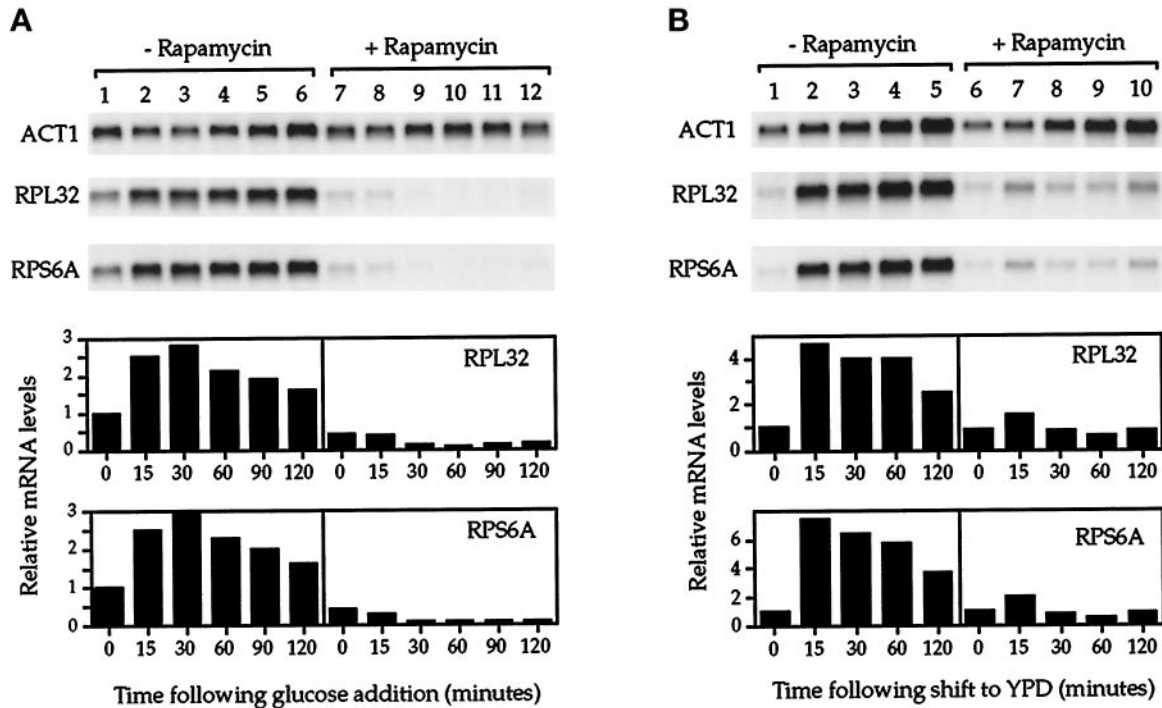 A
- Rapamycin + Rapamycin
1 2 3 4 5 6 7 8 9 10 11 12
ACT1
RPL32
RPS6A
Relative mRNA levels
3
2
1
0
RPL32
0 15 30 60 90 120 0 15 30 60 90 120
3
2
1
0
RPS6A
0 15 30 60 90 120 0 15 30 60 90 120
Time following glucose addition (minutes)
B
- Rapamycin + Rapamycin
1 2 3 4 5 6 7 8 9 10
ACT1
RPL32
RPS6A
Relative mRNA levels
4
2
0
RPL32
0 15 30 60 120 0 15 30 60 120
6
4
2
0
RPS6A
0 15 30 60 120 0 15 30 60 120
Time following shift to YPD (minutes)